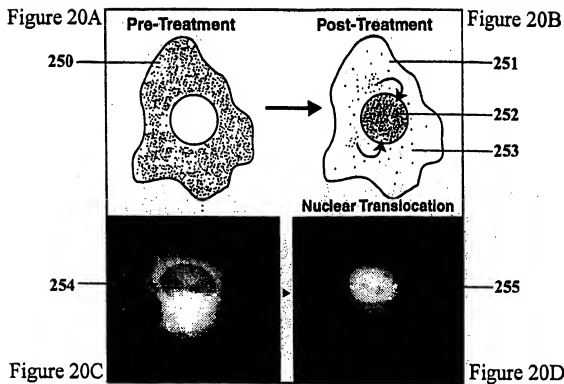 Figure 20A
Pre-Treatment
Post-Treatment
Figure 20B
250
251
252
253
Nuclear Translocation
254
255
Figure 20C
Figure 20D